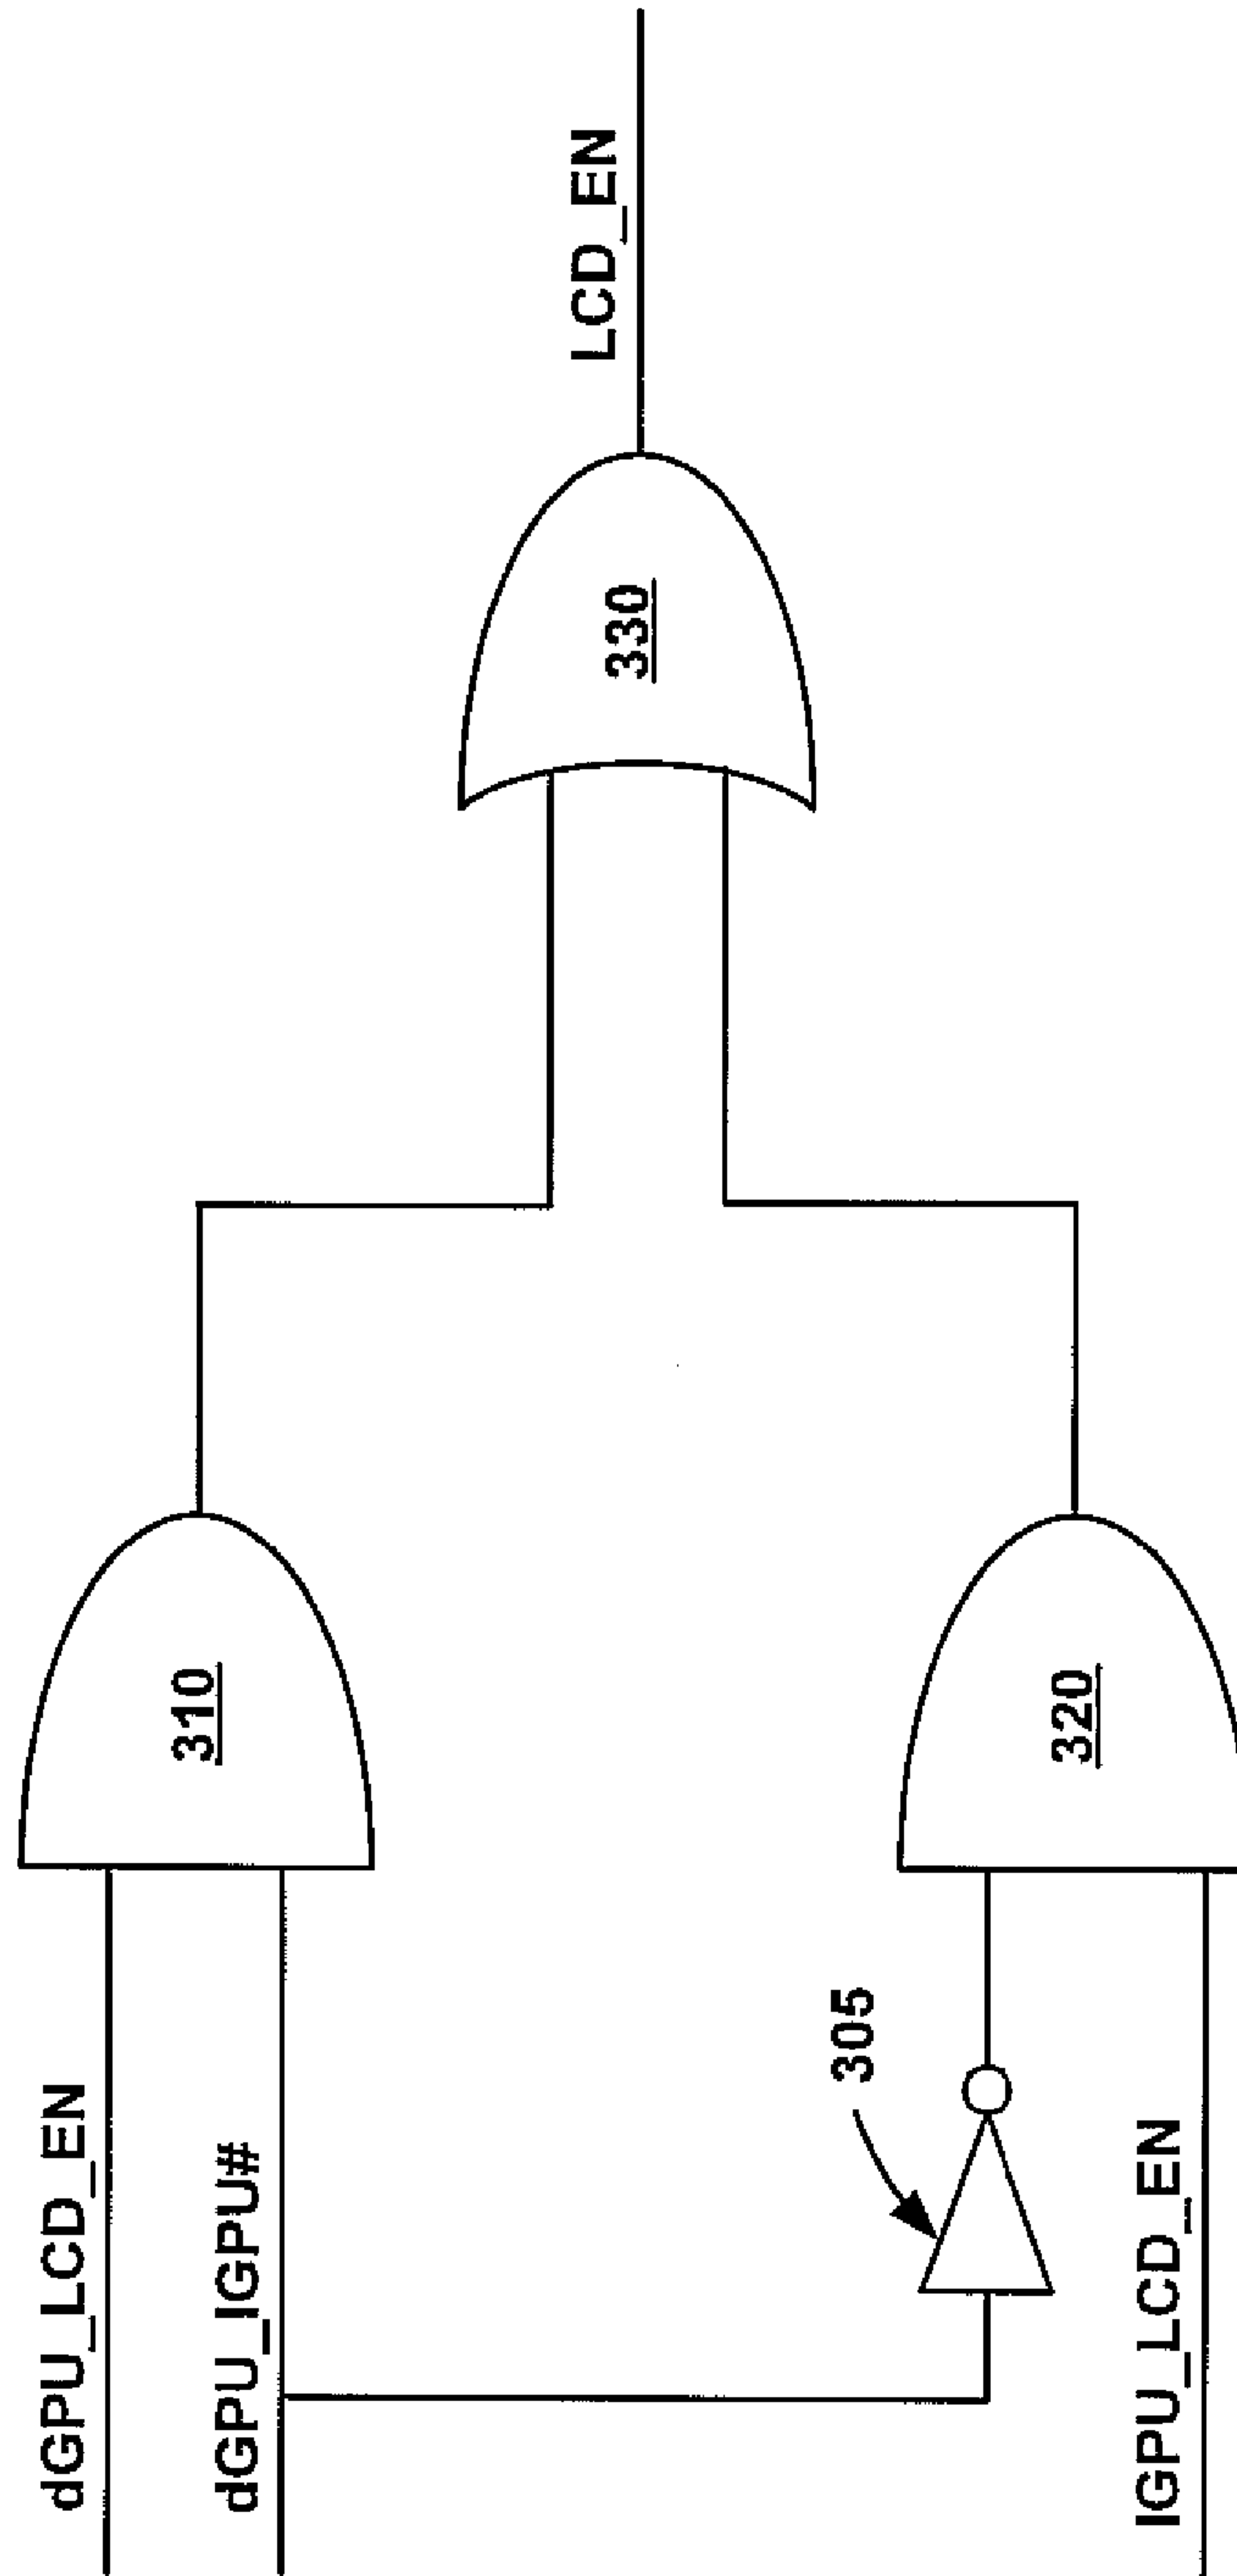 dGPU_LCD_EN
dGPU_IGPU#
305
IGPU_LCD_EN
310
320
330
LCD_EN